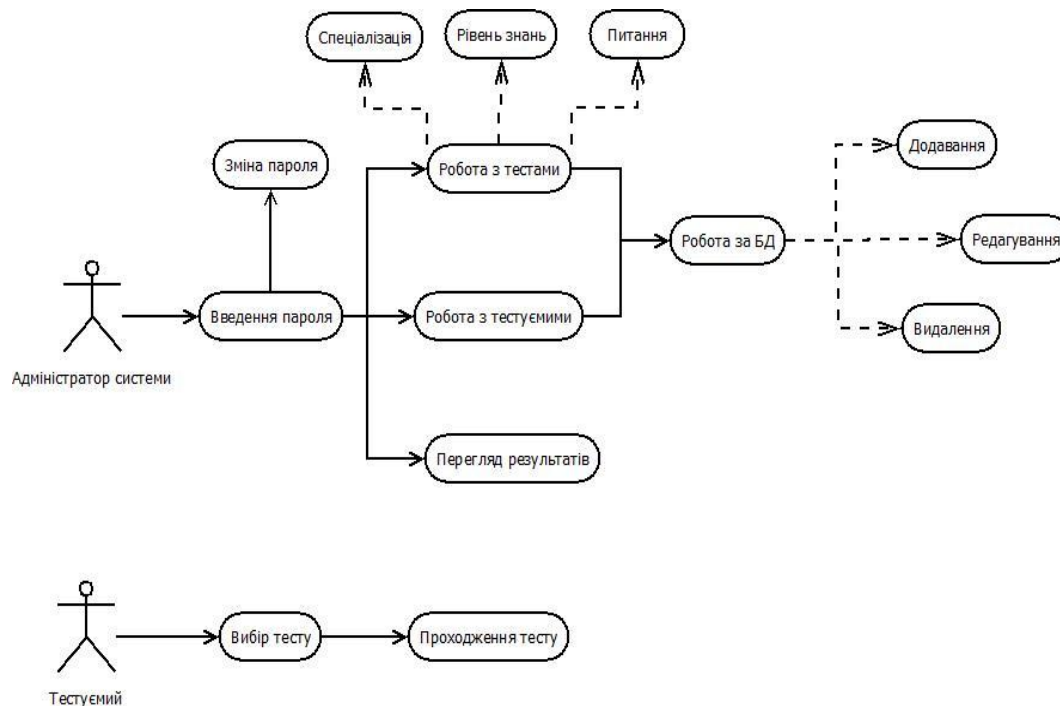 Спеціалізація
Рівень знань
Питання
Зміна пароля
Робота з тестами
Додавання
Робота за БД
Редагування
Введення пароля
Робота з тестуємими
Видалення
Адміністратор системи
Перегляд результатів
Вибір тесту
Проходження тесту
Тестуємий